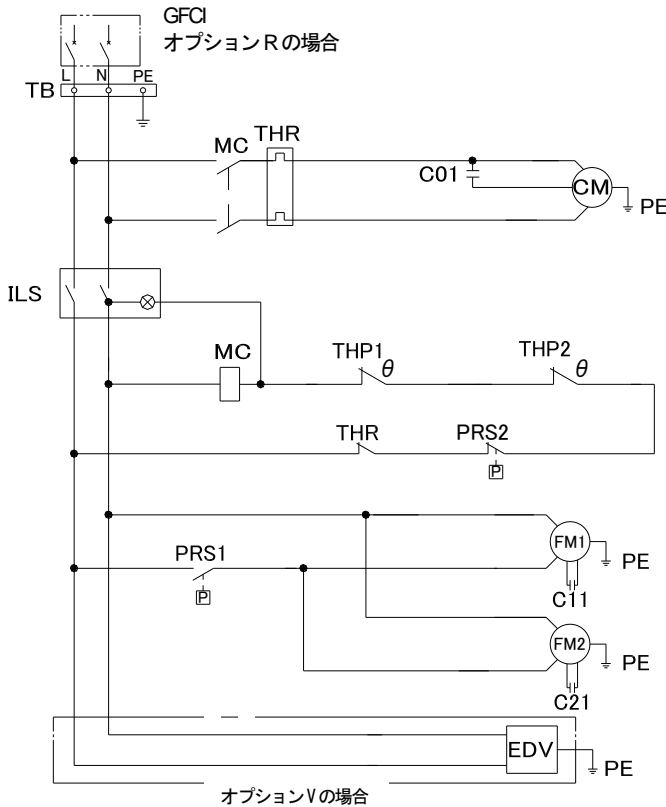 GFCI
オプションRの場合
L N PE
TB
MC THR
C01
CM
PE
ILS
MC THP1 θ THP2 θ
THR PRS2
P
FM1
PRS1
PE
P
C11
FM2
PE
C21
EDV
PE
オプションVの場合